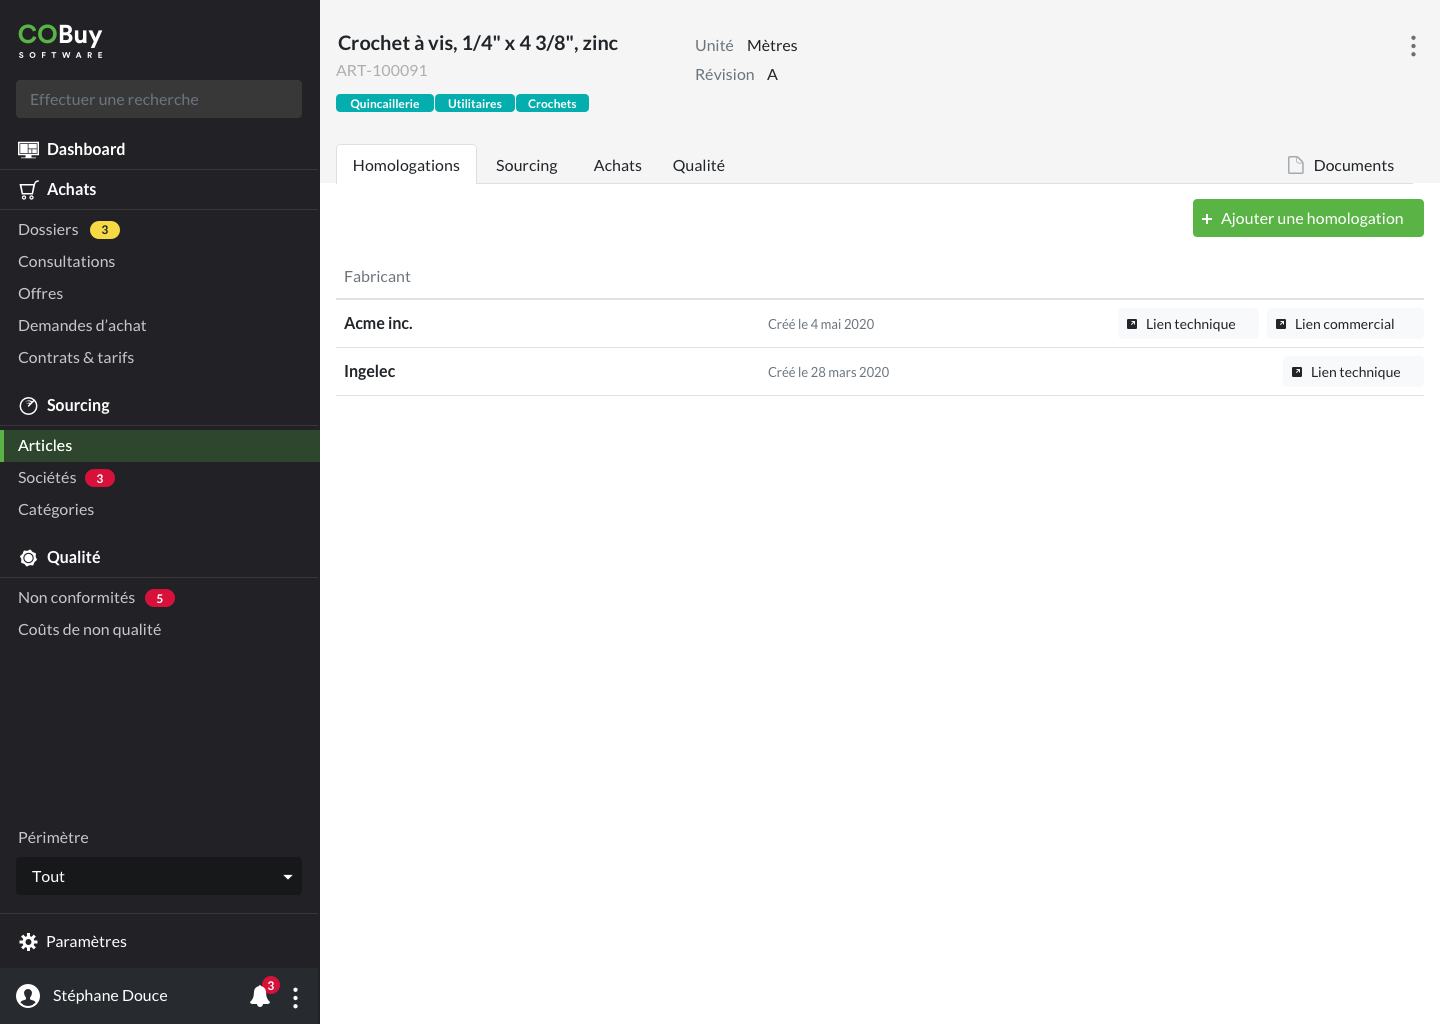 COBuy
SOFTWARE
Effectuer une recherche
Dashboard
Achats
Dossiers 3
Consultations
Offres
Demandes d’achat
Contrats & tarifs
Sourcing
Articles
Sociétés 3
Catégories
Qualité
Non conformités 5
Coûts de non qualité
Périmètre
Tout
Paramètres
Stéphane Douce 3
Crochet à vis, 1/4" x 4 3/8", zinc
ART-100091
Quincaillerie Utilitaires Crochets
Unité Mètres
Révision A
Homologations Sourcing Achats Qualité Documents
+ Ajouter une homologation
Fabricant
Acme inc. Créé le 4 mai 2020 Lien technique Lien commercial
Ingelec Créé le 28 mars 2020 Lien technique